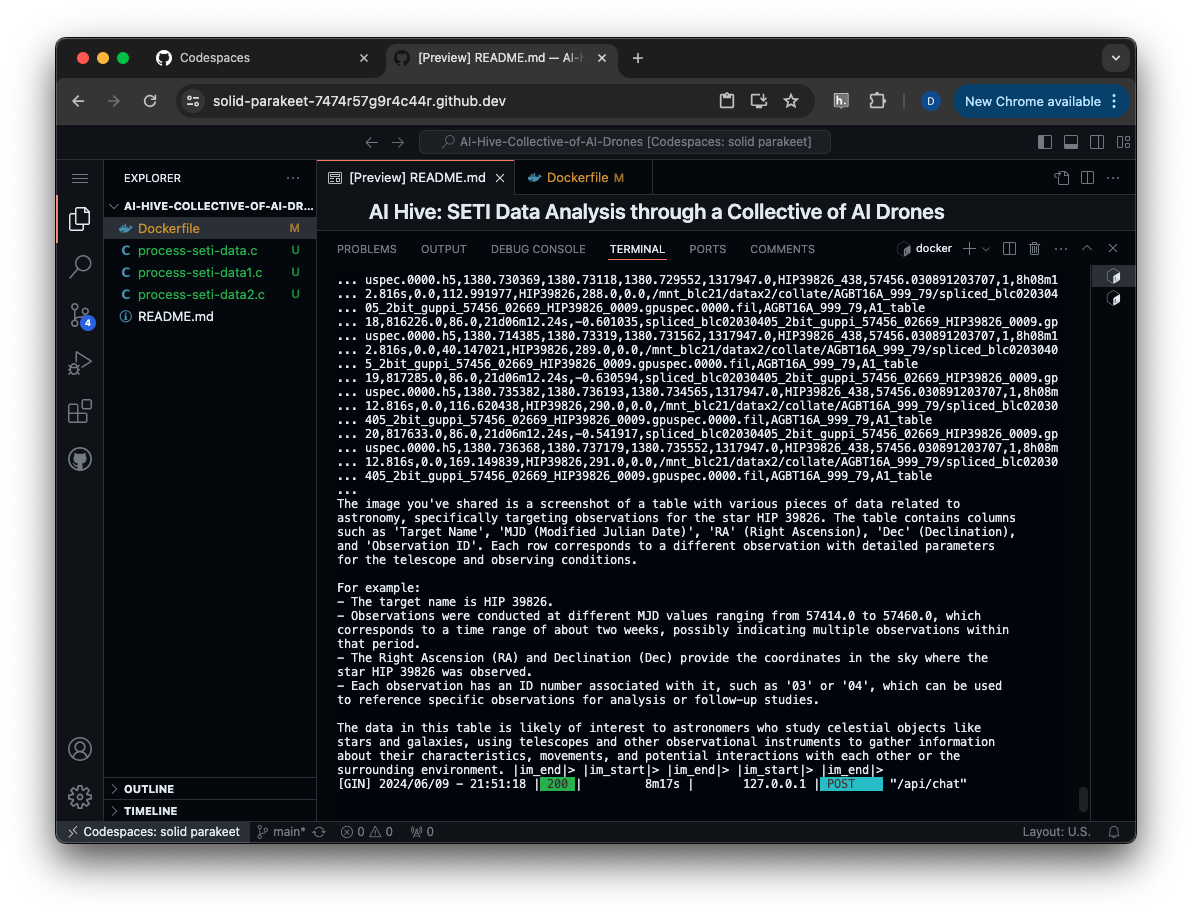 Codespaces
[Preview] README.md — AI-H
solid-parakeet-7474r57g9r4c44r.github.dev
h.
D
New Chrome available
AI-Hive-Collective-of-AI-Drones [Codespaces: solid parakeet]
EXPLORER
[Preview] README.md
Dockerfile M
AI-HIVE-COLLECTIVE-OF-AI-DR...
Dockerfile M
process-seti-data.c U
process-seti-data1.c U
process-seti-data2.c U
README.md
4
OUTLINE
TIMELINE
AI Hive: SETI Data Analysis through a Collective of AI Drones
PROBLEMS OUTPUT DEBUG CONSOLE TERMINAL PORTS COMMENTS
docker
... uspec.0000.h5,1380.730369,1380.73118,1380.729552,1317947.0,HIP39826_438,57456.030891203707,1,8h08m1
... 2.816s,0.0,112.991977,HIP39826,288.0,0.0,/mnt_blc21/datax2/collate/AGBT16A_999_79/spliced_blc020304
... 05_2bit_guppi_57456_02669_HIP39826_0009.gpuspec.0000.fil,AGBT16A_999_79,A1_table
... 18,816226.0,86.0,21d06m12.24s,-0.601035,spliced_blc02030405_2bit_guppi_57456_02669_HIP39826_0009.gp
... uspec.0000.h5,1380.714385,1380.73319,1380.731562,1317947.0,HIP39826_438,57456.030891203707,1,8h08m1
... 2.816s,0.0,40.147021,HIP39826,289.0,0.0,/mnt_blc21/datax2/collate/AGBT16A_999_79/spliced_blc0203040
... 5_2bit_guppi_57456_02669_HIP39826_0009.gpuspec.0000.fil,AGBT16A_999_79,A1_table
... 19,817285.0,86.0,21d06m12.24s,-0.630594,spliced_blc02030405_2bit_guppi_57456_02669_HIP39826_0009.gp
... uspec.0000.h5,1380.735382,1380.736193,1380.734565,1317947.0,HIP39826_438,57456.030891203707,1,8h08m
... 12.816s,0.0,116.620438,HIP39826,290.0,0.0,/mnt_blc21/datax2/collate/AGBT16A_999_79/spliced_blc02030
... 405_2bit_guppi_57456_02669_HIP39826_0009.gpuspec.0000.fil,AGBT16A_999_79,A1_table
... 20,817633.0,86.0,21d06m12.24s,-0.541917,spliced_blc02030405_2bit_guppi_57456_02669_HIP39826_0009.gp
... uspec.0000.h5,1380.736368,1380.737179,1380.735552,1317947.0,HIP39826_438,57456.030891203707,1,8h08m
... 12.816s,0.0,169.149839,HIP39826,291.0,0.0,/mnt_blc21/datax2/collate/AGBT16A_999_79/spliced_blc02030
... 405_2bit_guppi_57456_02669_HIP39826_0009.gpuspec.0000.fil,AGBT16A_999_79,A1_table
...
The image you've shared is a screenshot of a table with various pieces of data related to
astronomy, specifically targeting observations for the star HIP 39826. The table contains columns
such as 'Target Name', 'MJD (Modified Julian Date)', 'RA' (Right Ascension), 'Dec' (Declination),
and 'Observation ID'. Each row corresponds to a different observation with detailed parameters
for the telescope and observing conditions.
For example:
- The target name is HIP 39826.
- Observations were conducted at different MJD values ranging from 57414.0 to 57460.0, which
corresponds to a time range of about two weeks, possibly indicating multiple observations within
that period.
- The Right Ascension (RA) and Declination (Dec) provide the coordinates in the sky where the
star HIP 39826 was observed.
- Each observation has an ID number associated with it, such as '03' or '04', which can be used
to reference specific observations for analysis or follow-up studies.
The data in this table is likely of interest to astronomers who study celestial objects like
stars and galaxies, using telescopes and other observational instruments to gather information
about their characteristics, movements, and potential interactions with each other or the
surrounding environment. |im_end|> |im_start|> |im_end|> |im_start|> |im_end|>
[GIN] 2024/06/09 - 21:51:18 | 200 | 8m17s | 127.0.0.1 | POST "/api/chat"
Codespaces: solid parakeet main* 0 0 0 Layout: U.S.